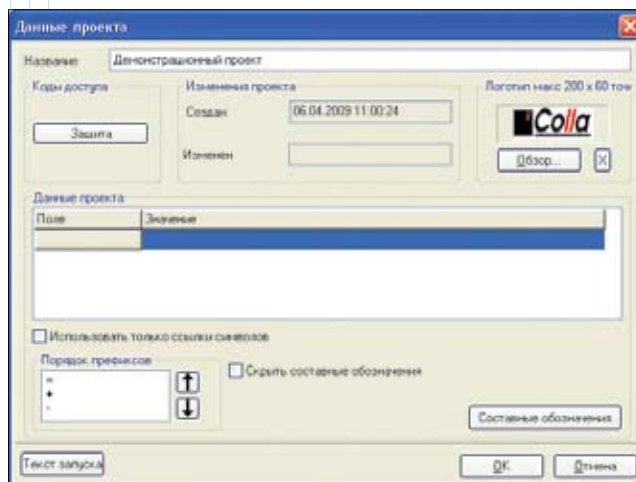 Данные проекта
Название Демонстрационный проект
Коды доступа
Защита
Изменения проекта
Создан 06.04.2009 11:00:24
Изменён
Логотип макс 200 x 60 точ
Colla
Обзор...
X
Данные проекта
Поле Значение
Использовать только ссылки символов
Порядок префиксов
=
+
-
Скрыть составные обозначения
Составные обозначения
Текст запуска
OK
Отмена